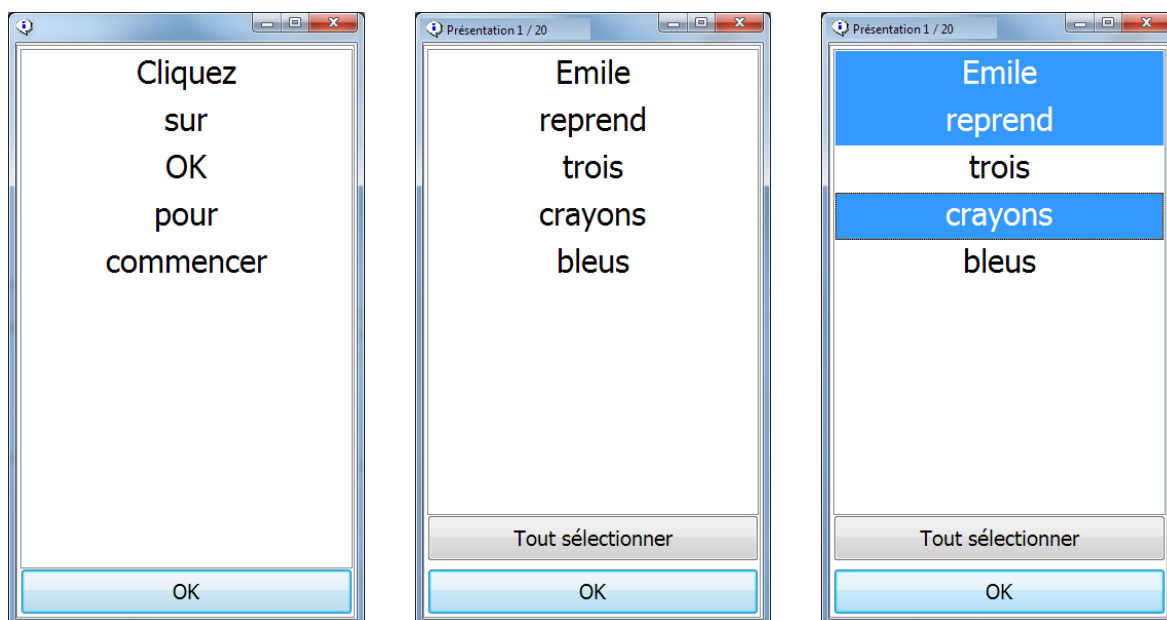 Cliquez
sur
OK
pour
commencer
OK
Présentation 1 / 20
Emile
reprend
trois
crayons
bleus
Tout sélectionner
OK
Présentation 1 / 20
Emile
reprend
trois
crayons
bleus
Tout sélectionner
OK